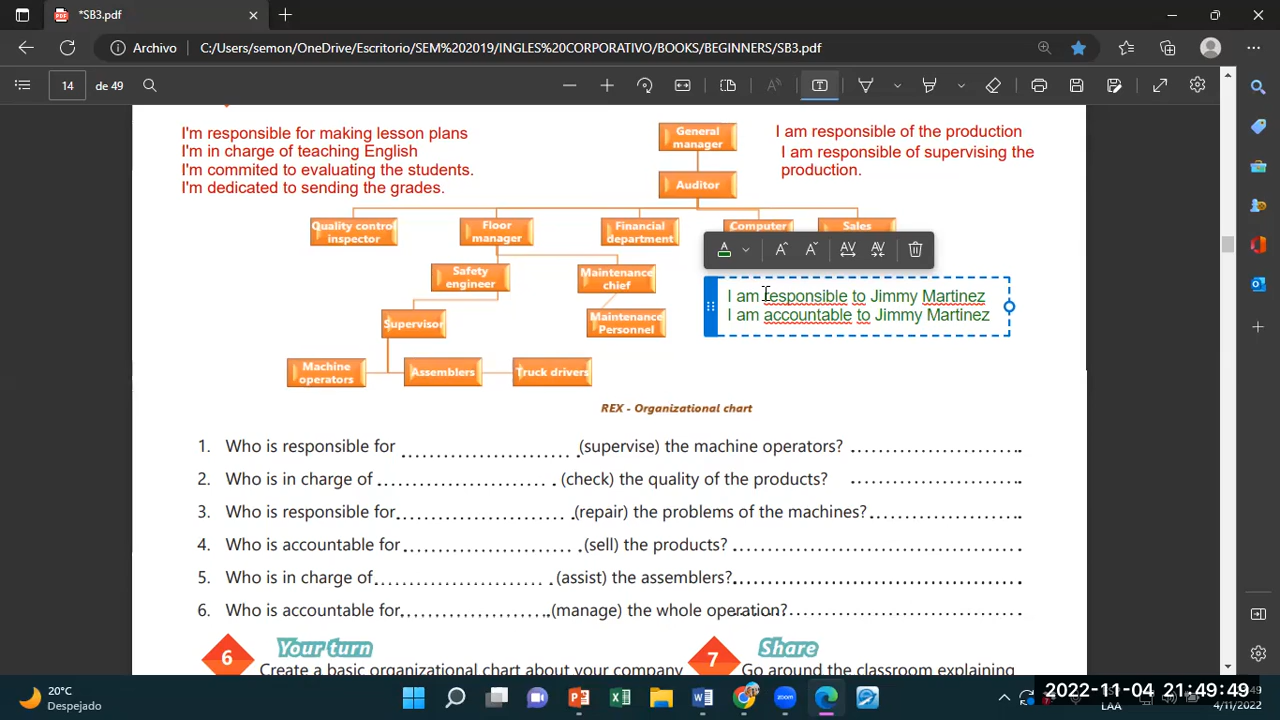 *SB3.pdf
Archivo
C:/Users/semon/OneDrive/Escritorio/SEM%202019/INGLES%20CORPORATIVO/BOOKS/BEGINNERS/SB3.pdf
14 de 49
I'm responsible for making lesson plans
I'm in charge of teaching English
I'm commited to evaluating the students.
I'm dedicated to sending the grades.
General manager
I am responsible of the production
I am responsible of supervising the
production.
Auditor
Quality control inspector
Floor manager
Financial department
Computer
Sales
Safety engineer
Maintenance chief
I am responsible to Jimmy Martinez
I am accountable to Jimmy Martinez
Supervisor
Maintenance Personnel
Machine operators
Assemblers
Truck drivers
REX - Organizational chart
1. Who is responsible for ........................ (supervise) the machine operators? ........................
2. Who is in charge of ........................ (check) the quality of the products? ........................
3. Who is responsible for........................ (repair) the problems of the machines? ........................
4. Who is accountable for ........................ (sell) the products? ........................
5. Who is in charge of........................ (assist) the assemblers?........................
6. Who is accountable for........................(manage) the whole operation?........................
6 Your turn
7 Share
Create a basic organizational chart about your company
Go around the classroom explaining
20°C
Despejado
LAA
2022-11-04 21:49:49
4/11/2022